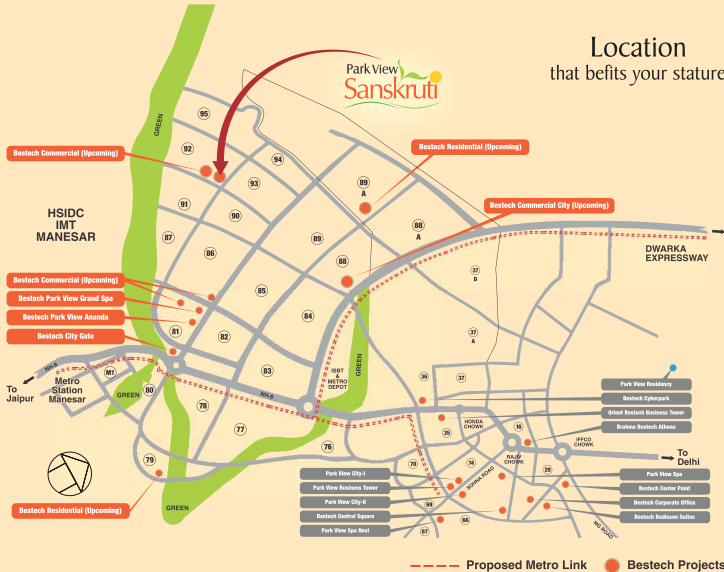 Location
that befits your stature
Park View
Sanskruti
95
92
94
93
91
90
87
86
89
A
88
A
89
88
85
84
81
82
83
GREEN
Bestech Commercial (Upcoming)
Bestech Residential (Upcoming)
Bestech Commercial City (Upcoming)
HSIDC
IMT
MANESAR
DWARKA
EXPRESSWAY
37
D
37
A
Bestech Commercial (Upcoming)
Bestech Park View Grand Spa
Bestech Park View Ananda
Bestech City Gate
NH-8
To
Jaipur
Metro
Station
Manesar
M1
GREEN
80
78
77
76
79
NH-8
ISBT
& METRO
DEPOT
GREEN
GREEN
Bestech Residential (Upcoming)
36
37
35
HONDA
CHOWK
16
RAJIV
CHOWK
IFFCO
CHOWK
To
Delhi
Park View Residency
Bestech Cyberpark
Orient Bestech Business Tower
Brahma Bestech Athena
70
74
SOHNA ROAD
29
69
66
67
MG ROAD
Park View City-I
Park View Business Tower
Park View City-II
Bestech Central Square
Park View Spa Next
Park View Spa
Bestech Center Point
Bestech Corporate Office
Bestech Radisson Suites
Proposed Metro Link
Bestech Projects